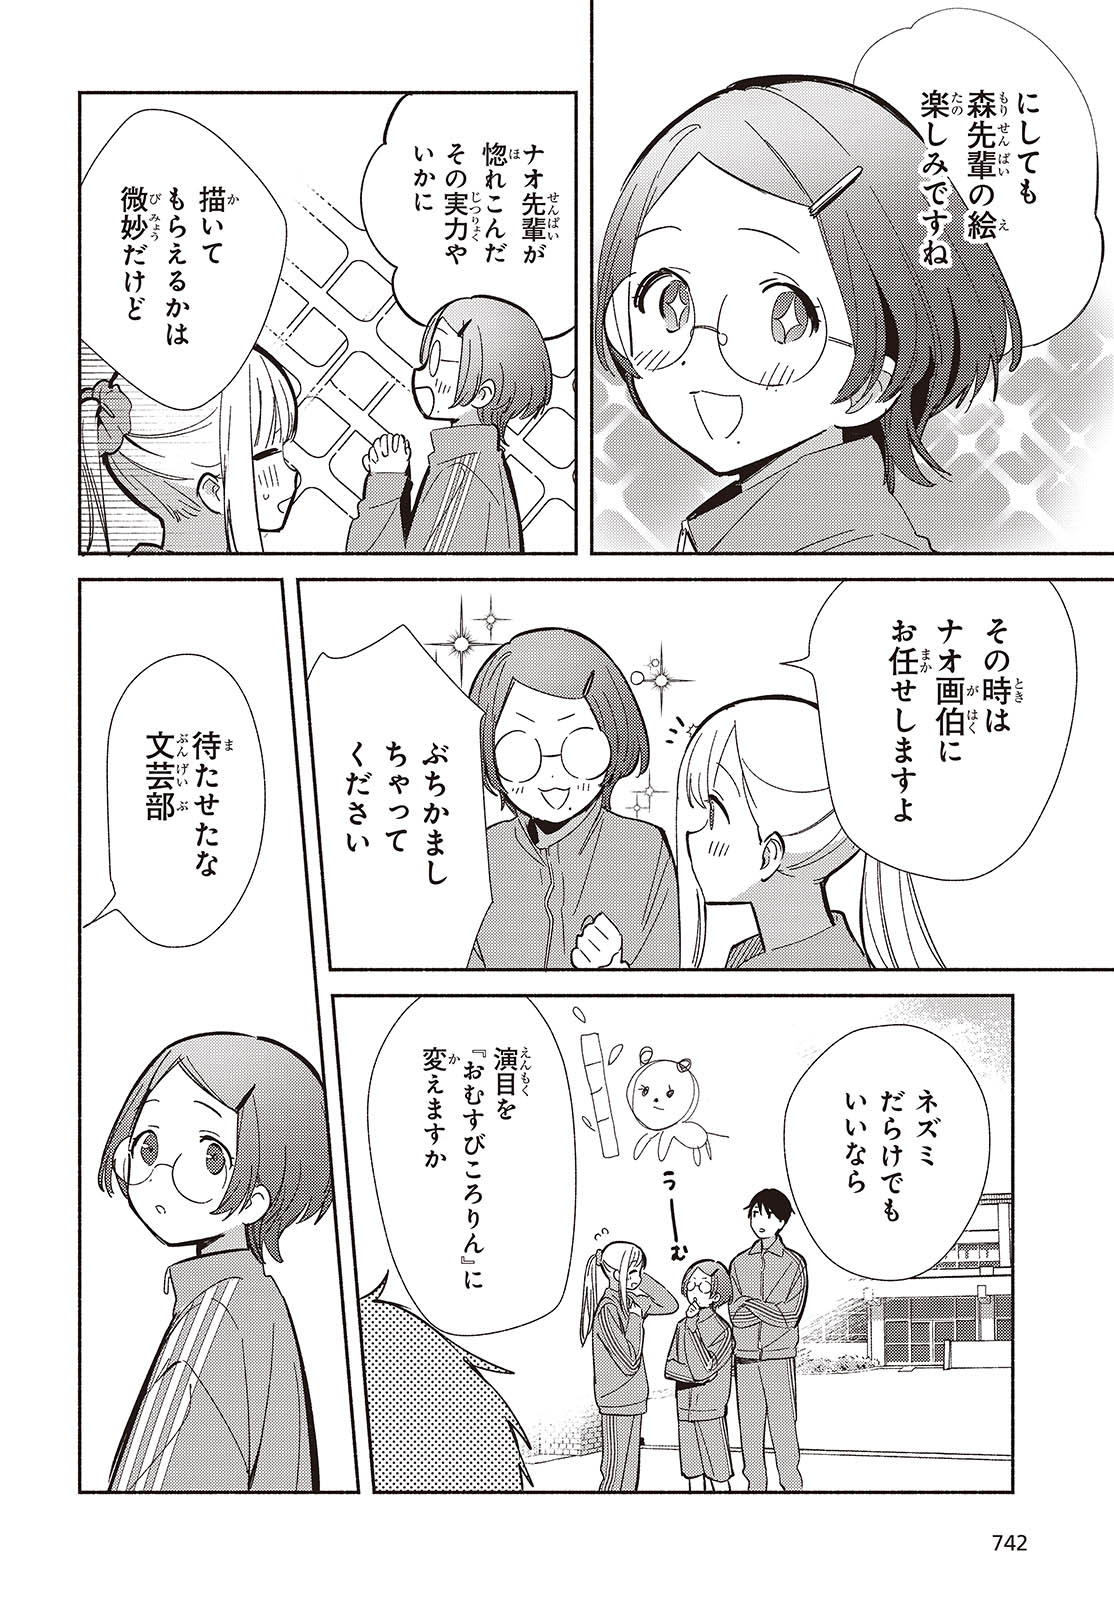 にしても
森先輩の絵
楽しみですね
ナオ先輩が
惚れこんだ
その実力や
いかに
描いて
もらえるかは
微妙だけど
その時は
ナオ画伯に
お任せしますよ
ぶちかまし
ちゃって
ください
ネズミ
だらけでも
いいなら
うーむ
演目を
『おむすびころりん』に
変えますか
待たせたな
文芸部
742